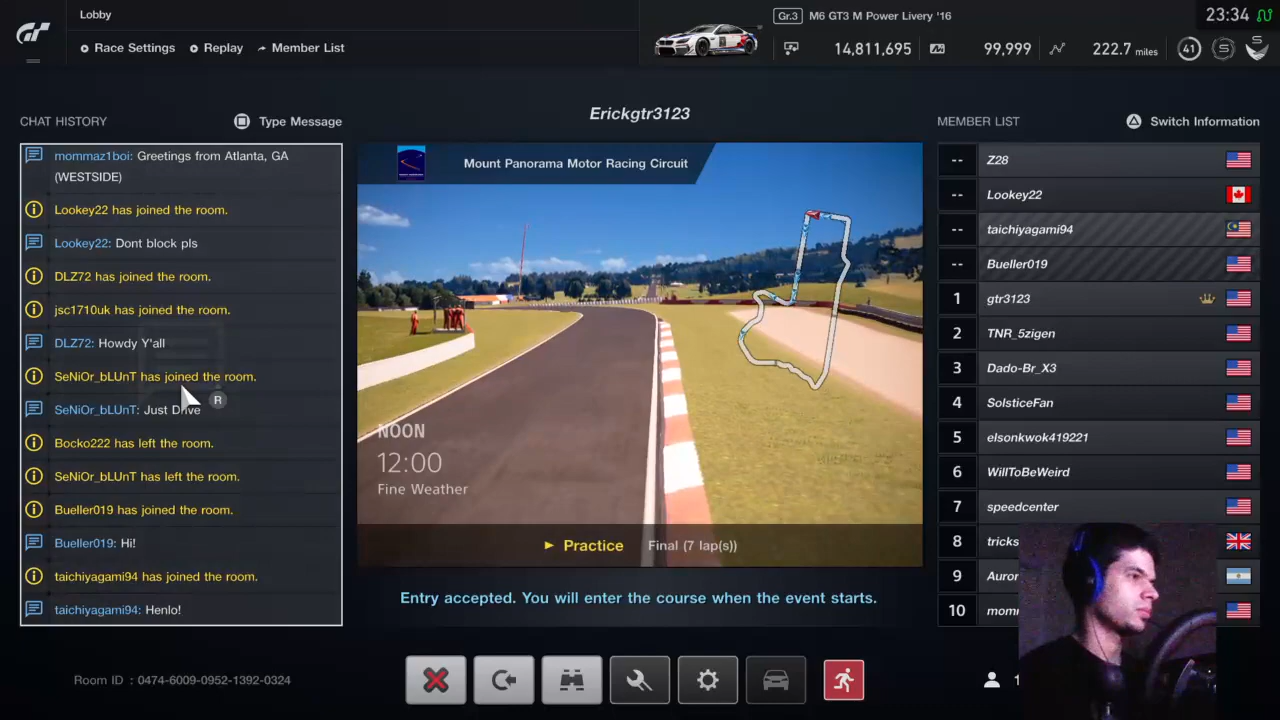 Lobby
Race Settings Replay Member List
Gr.3 M6 GT3 M Power Livery '16
23:34
14,811,695 99,999 222.7 miles 41 S S
Erickgtr3123
CHAT HISTORY Type Message
mommaz1boi: Greetings from Atlanta, GA
(WESTSIDE)
Lookey22 has joined the room.
Lookey22: Dont block pls
DLZ72 has joined the room.
jsc1710uk has joined the room.
DLZ72: Howdy Y'all
SeNiOr_bLUnT has joined the room.
R
SeNiOr_bLUnT: Just Drive
Bocko222 has left the room.
SeNiOr_bLUnT has left the room.
Bueller019 has joined the room.
Bueller019: Hi!
taichiyagami94 has joined the room.
taichiyagami94: Henlo!
Mount Panorama Motor Racing Circuit
NOON
12:00
Fine Weather
Practice Final (7 lap(s))
Entry accepted. You will enter the course when the event starts.
MEMBER LIST Switch Information
-- Z28
-- Lookey22
-- taichiyagami94
-- Bueller019
1 gtr3123
2 TNR_5zigen
3 Dado-Br_X3
4 SolsticeFan
5 elsonkwok419221
6 WillToBeWeird
7 speedcenter
8 tricks
9 Auror
10
Room ID : 0474-6009-0952-1392-0324